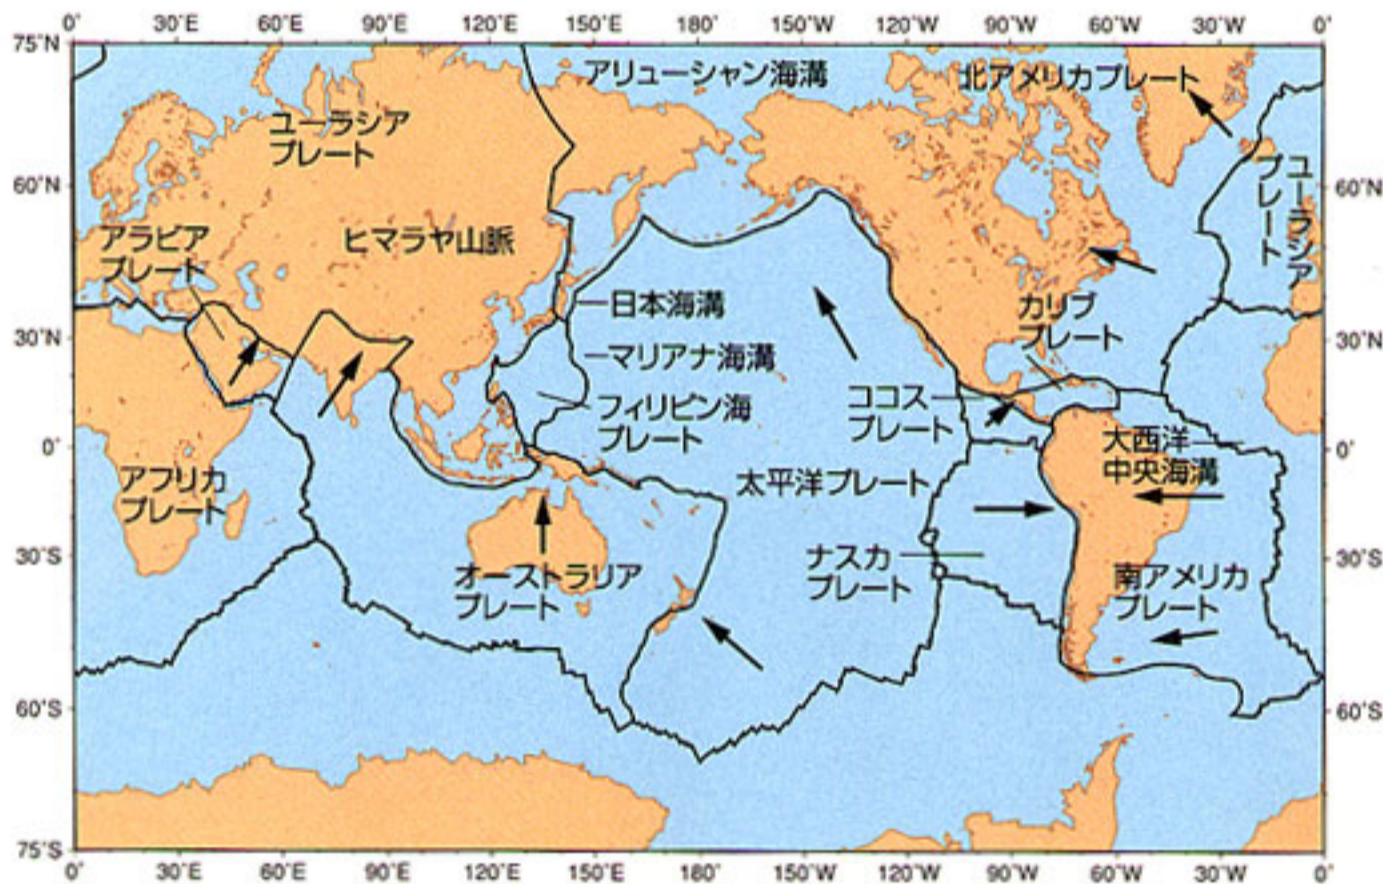 0° 30°E 60°E 90°E 120°E 150°E 180° 150°W 120°W 90°W 60°W 30°W 0°
75°N
アリューシャン海溝
北アメリカプレート
ユーラシア
プレート
60°N
60°N
ユーラシア
プレート
アラビア
プレート
ヒマラヤ山脈
日本海溝
カリブ
プレート
30°N
30°N
マリアナ海溝
フィリピン海
プレート
ココス
プレート
0°
0°
大西洋
中央海溝
アフリカ
プレート
太平洋プレート
30°S
30°S
ナスカ
プレート
オーストラリア
プレート
南アメリカ
プレート
60°S
60°S
75°S
0° 30°E 60°E 90°E 120°E 150°E 180° 150°W 120°W 90°W 60°W 30°W 0°